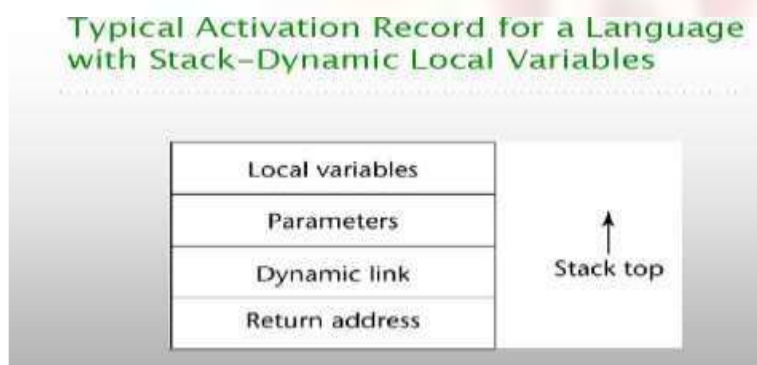 Typical Activation Record for a Language
with Stack-Dynamic Local Variables
Local variables
Parameters
Dynamic link
Stack top
Return address